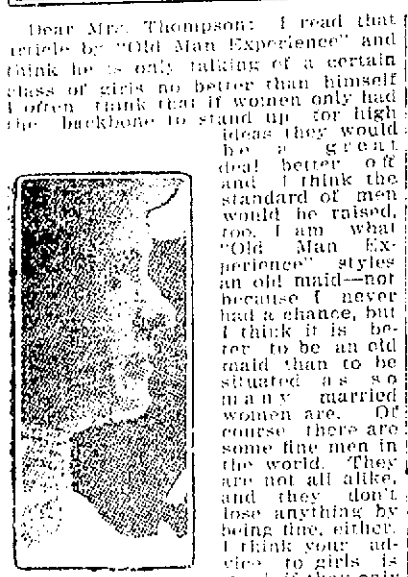 Dear Mrs. Thompson: I read that
article by "Old Man Experience" and
think he is only talking of a certain
class of girls no better than himself
I often think that if women only had
the backbone to stand up for high
ideas they would
be a great
deal better off
and I think the
standard of men
would be raised,
too. I am what
"Old Man Ex-
perience" styles
an old maid—not
because I never
had a chance, but
I think it is bet-
ter to be an old
maid than to be
situated as so
many married
women are. Of
course there are
some fine men in
the world. They
are not all alike,
and they don't
lose anything by
being fine, either.
I think your ad-
vice to girls is
if they only